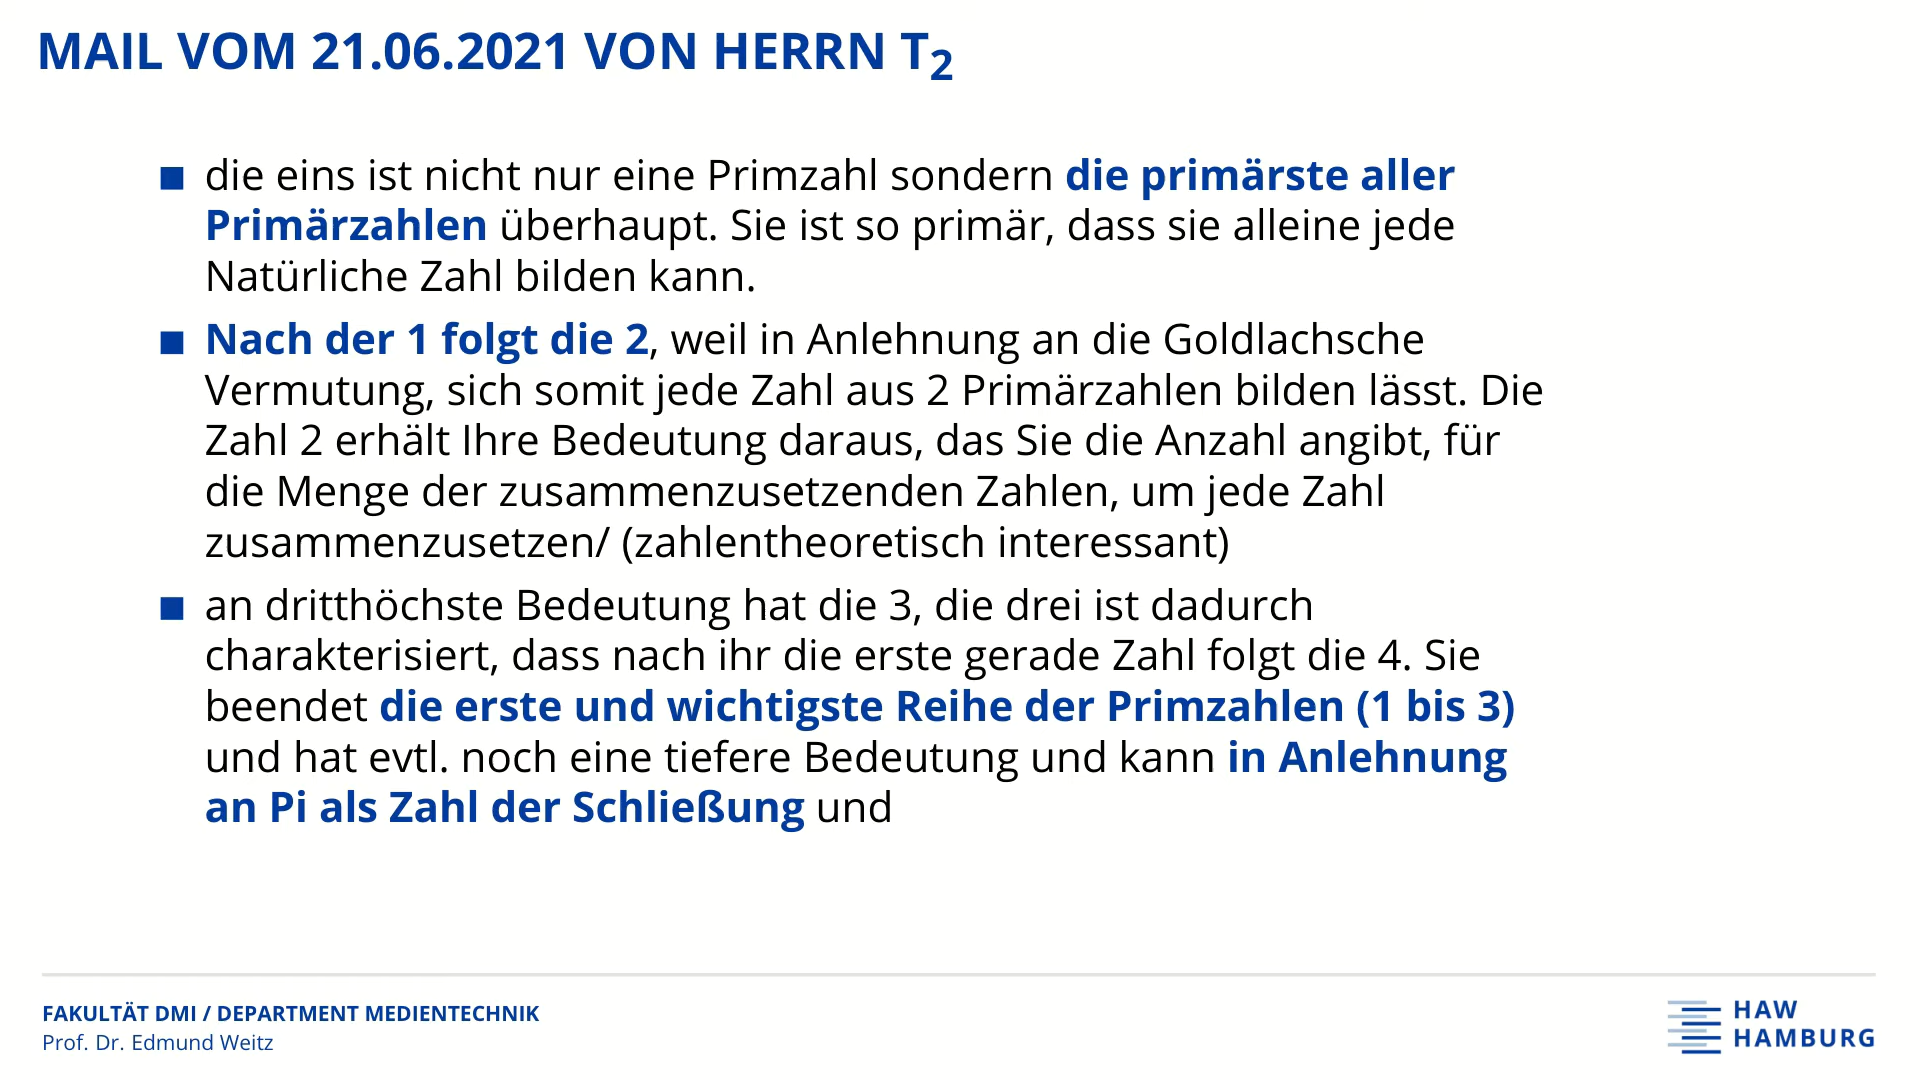 MAIL VOM 21.06.2021 VON HERRN T₂
■ die eins ist nicht nur eine Primzahl sondern die primärste aller
Primärzahlen überhaupt. Sie ist so primär, dass sie alleine jede
Natürliche Zahl bilden kann.
■ Nach der 1 folgt die 2, weil in Anlehnung an die Goldlachsche
Vermutung, sich somit jede Zahl aus 2 Primärzahlen bilden lässt. Die
Zahl 2 erhält Ihre Bedeutung daraus, das Sie die Anzahl angibt, für
die Menge der zusammenzusetzenden Zahlen, um jede Zahl
zusammenzusetzen/ (zahlentheoretisch interessant)
■ an dritthöchste Bedeutung hat die 3, die drei ist dadurch
charakterisiert, dass nach ihr die erste gerade Zahl folgt die 4. Sie
beendet die erste und wichtigste Reihe der Primzahlen (1 bis 3)
und hat evtl. noch eine tiefere Bedeutung und kann in Anlehnung
an Pi als Zahl der Schließung und
FAKULTÄT DMI / DEPARTMENT MEDIENTECHNIK
Prof. Dr. Edmund Weitz
HAW
HAMBURG